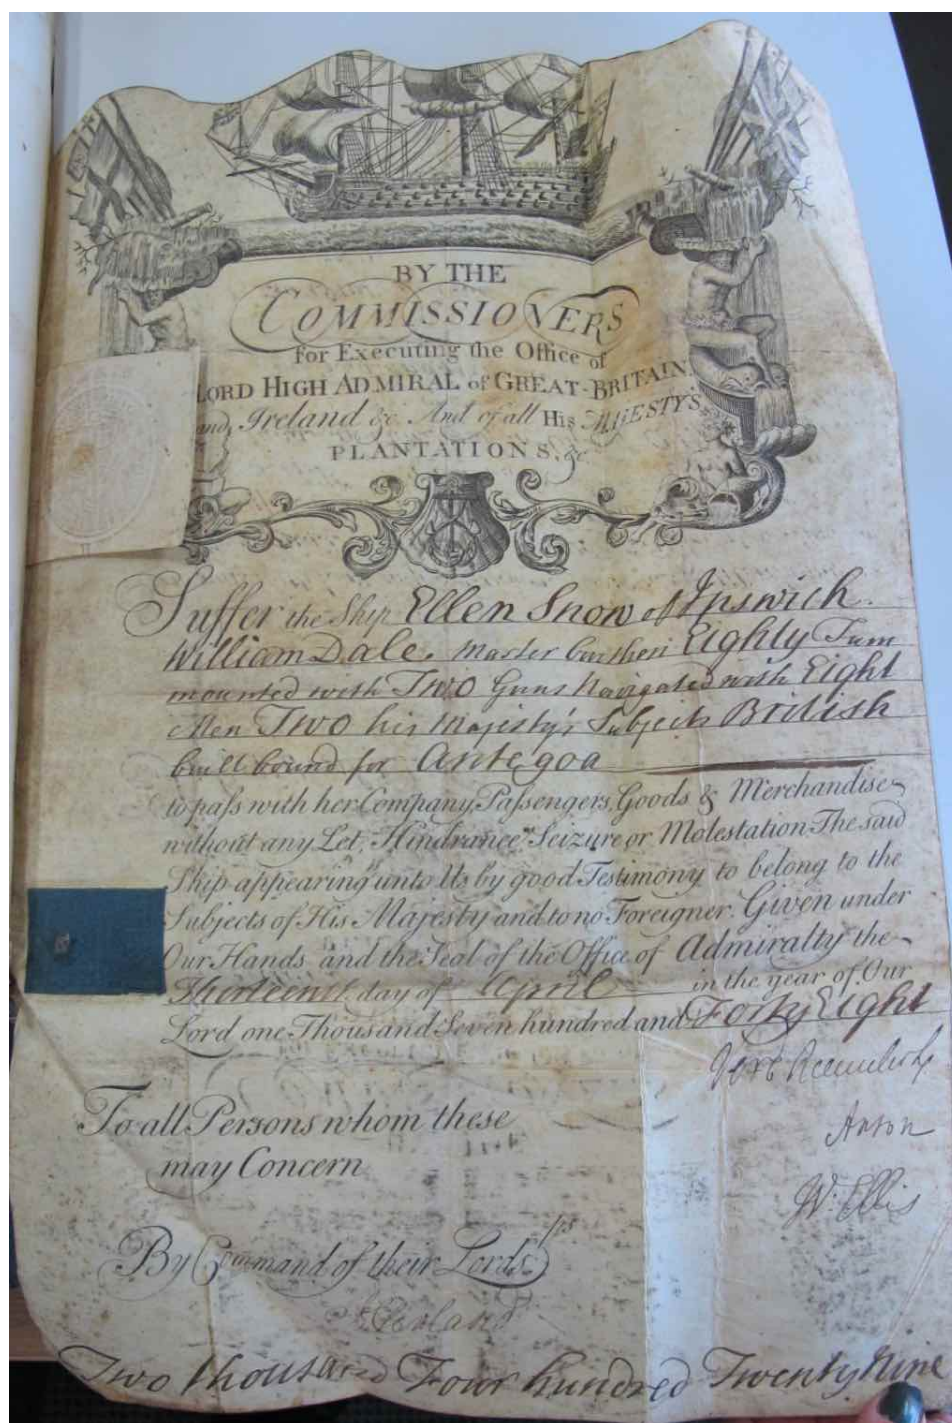 BY THE
COMMISSIONERS
For Executing the Office of
LORD HIGH ADMIRAL of GREAT-BRITAIN
and Ireland &c. And of all His MAJESTY'S
PLANTATIONS, &c
Suffer the Ship Ellen Snow of Ipswich
William Dale, Master burthen Eighty Tuns
mounted with Two Guns Navigated with Eight
Men Two his Majesty's Subjects British
built bound for Antegoa
to pass with her Company, Passengers, Goods & Merchandise
without any Let, Hindrance, Seizure or Molestation The said
Ship appearing unto Us by good Testimony to belong to the
Subjects of His Majesty and to no Foreigner. Given under
Our Hands and the Seal of the Office of Admiralty the
Thirteenth day of April in the year of Our
Lord one Thousand Seven hundred and Forty Eight
Anson
To all Persons whom these
may Concern
W. Ellis
By Command of their Lordsps
Two thousand Four hundred Twenty Nine